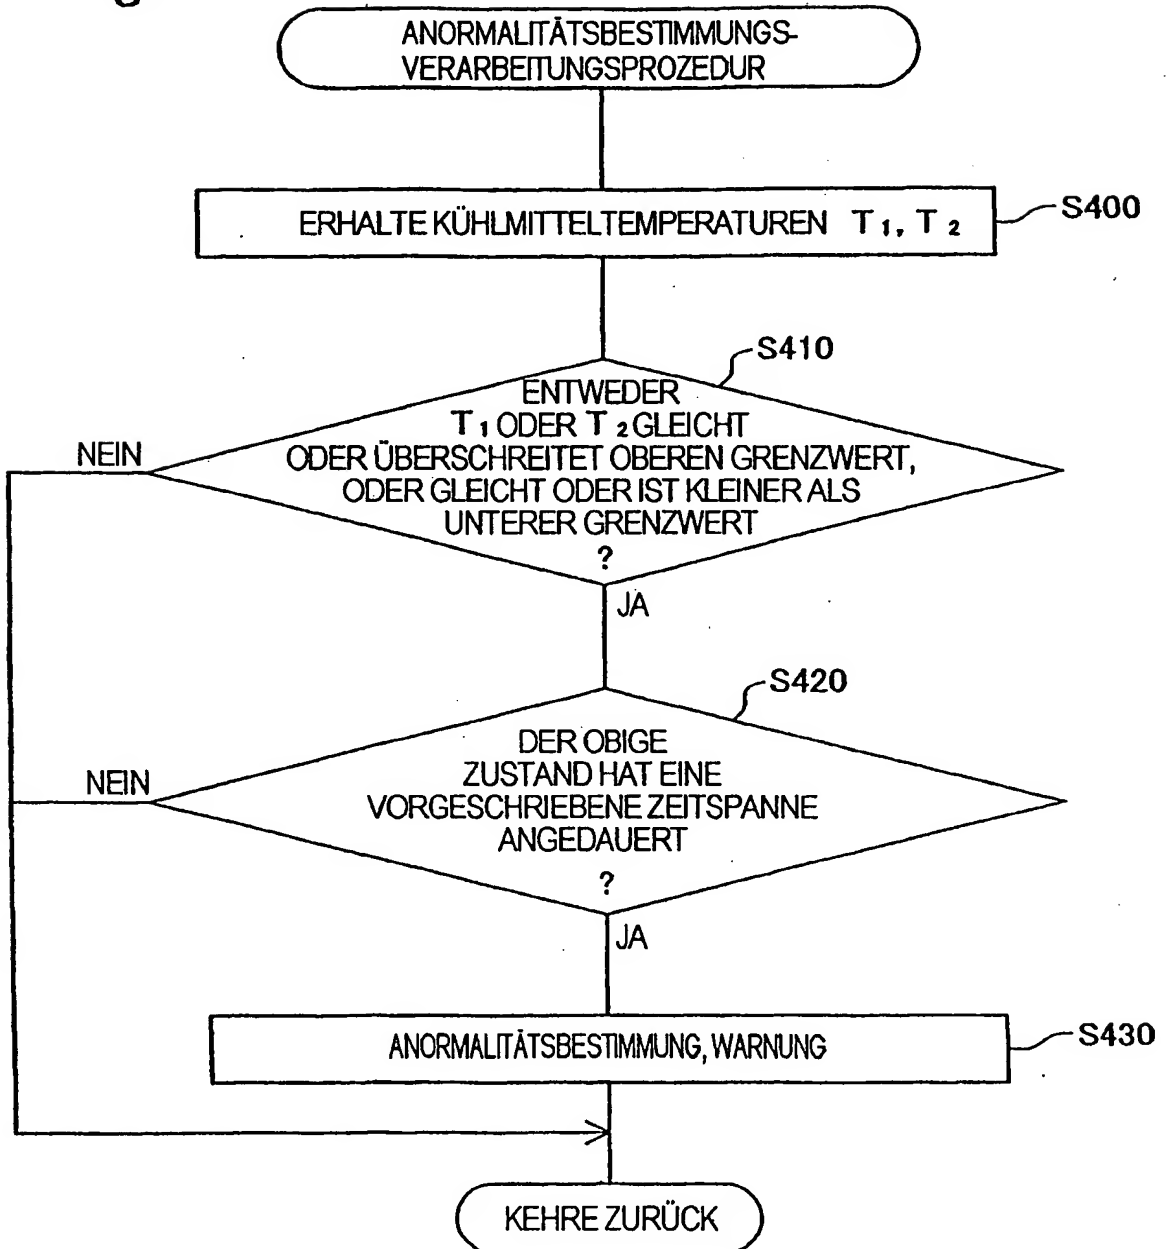 ANORMALITÄTSBESTIMMUNGS-
VERARBEITUNGSPROZEDUR
ERHALTE KÜHLMITTELTEMPERATUREN T1, T2
S400
S410
ENTWEDER
T1 ODER T2 GLEICHT
ODER ÜBERSCHREITET OBEREN GRENZWERT,
ODER GLEICHT ODER IST KLEINER ALS
UNTERER GRENZWERT
?
NEIN
JA
S420
DER OBIGE
ZUSTAND HAT EINE
VORGESCHRIEBENE ZEITSPANNE
ANGEDAUERT
?
NEIN
JA
ANORMALITÄTSBESTIMMUNG, WARNUNG
S430
KEHRE ZURÜCK